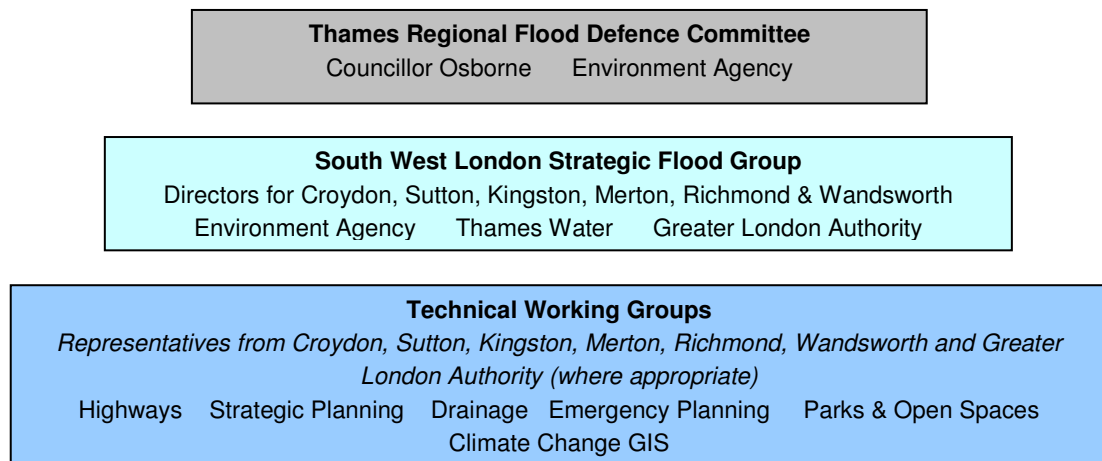 Thames Regional Flood Defence Committee
Councillor Osborne Environment Agency
South West London Strategic Flood Group
Directors for Croydon, Sutton, Kingston, Merton, Richmond & Wandsworth
Environment Agency Thames Water Greater London Authority
Technical Working Groups
Representatives from Croydon, Sutton, Kingston, Merton, Richmond, Wandsworth and Greater
London Authority (where appropriate)
Highways Strategic Planning Drainage Emergency Planning Parks & Open Spaces
Climate Change GIS